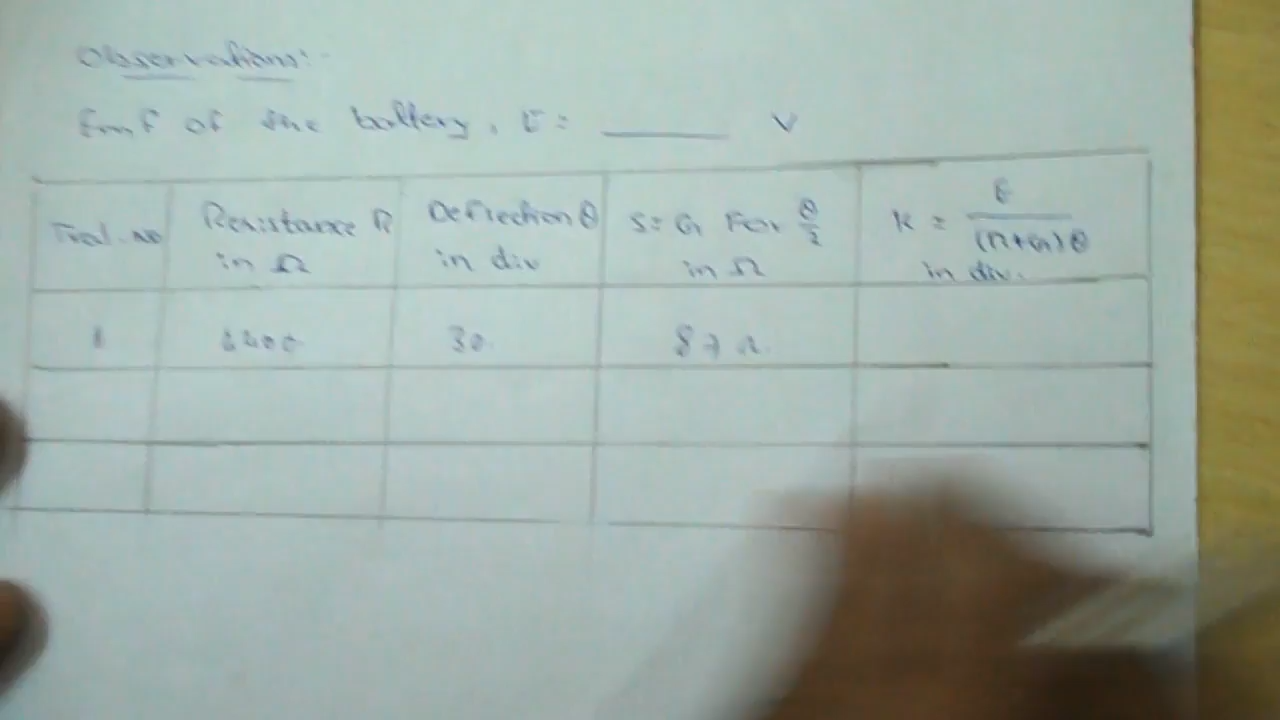 Observations:-
Emf of the battery, E = ______ V
Trial. no
Resistance R
in Ω
Deflection θ
in div
S = G For θ/2
in Ω
K = E/(R+G)θ
in div.
1
30
87 Ω